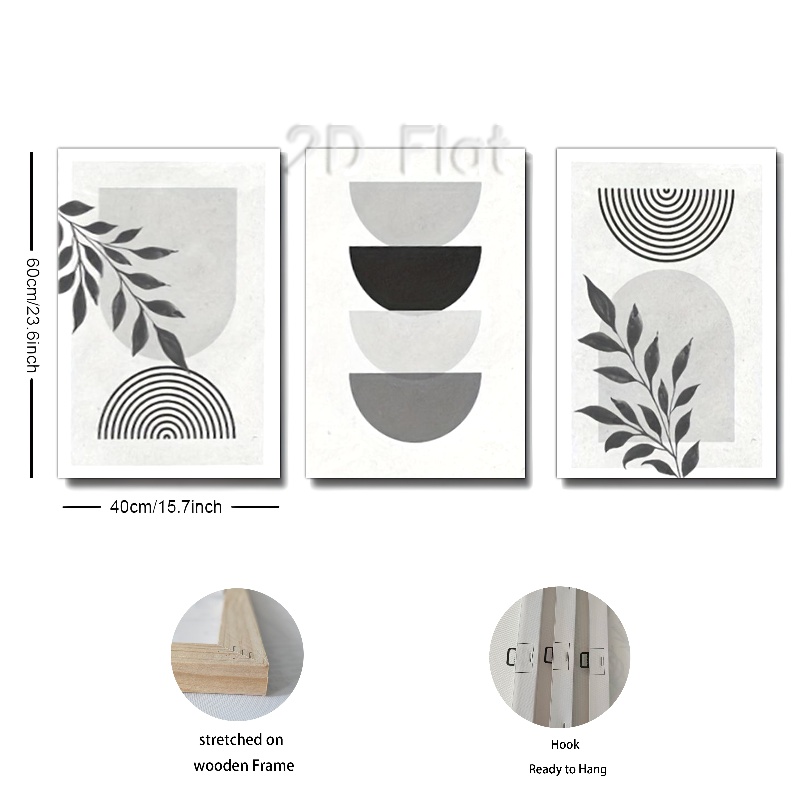 2D Flat
60cm/23.6inch
40cm/15.7inch
stretched on
wooden Frame
Hook
Ready to Hang